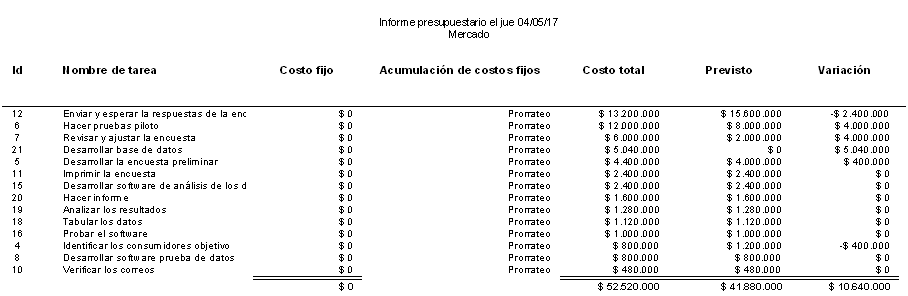 Informe presupuestario el jue 04/05/17
Mercado
Id Nombre de tarea Costo fijo Acumulación de costos fijos Costo total Previsto Variación
12 Enviar y esperar la respuestas de la enc $ 0 Prorrateo $ 13.200.000 $ 15.600.000 -$ 2.400.000
6 Hacer pruebas piloto $ 0 Prorrateo $ 12.000.000 $ 8.000.000 $ 4.000.000
7 Revisar y ajustar la encuesta $ 0 Prorrateo $ 6.000.000 $ 2.000.000 $ 4.000.000
21 Desarrollar base de datos $ 0 Prorrateo $ 5.040.000 $ 0 $ 5.040.000
5 Desarrollar la encuesta preliminar $ 0 Prorrateo $ 4.400.000 $ 4.000.000 $ 400.000
11 Imprimir la encuesta $ 0 Prorrateo $ 2.400.000 $ 2.400.000 $ 0
15 Desarrollar software de análisis de los d $ 0 Prorrateo $ 2.400.000 $ 2.400.000 $ 0
20 Hacer informe $ 0 Prorrateo $ 1.600.000 $ 1.600.000 $ 0
19 Analizar los resultados $ 0 Prorrateo $ 1.280.000 $ 1.280.000 $ 0
18 Tabular los datos $ 0 Prorrateo $ 1.120.000 $ 1.120.000 $ 0
16 Probar el software $ 0 Prorrateo $ 1.000.000 $ 1.000.000 $ 0
4 Identificar los consumidores objetivo $ 0 Prorrateo $ 800.000 $ 1.200.000 -$ 400.000
8 Desarrollar software prueba de datos $ 0 Prorrateo $ 800.000 $ 800.000 $ 0
10 Verificar los correos $ 0 Prorrateo $ 480.000 $ 480.000 $ 0
$ 0 $ 52.520.000 $ 41.880.000 $ 10.640.000